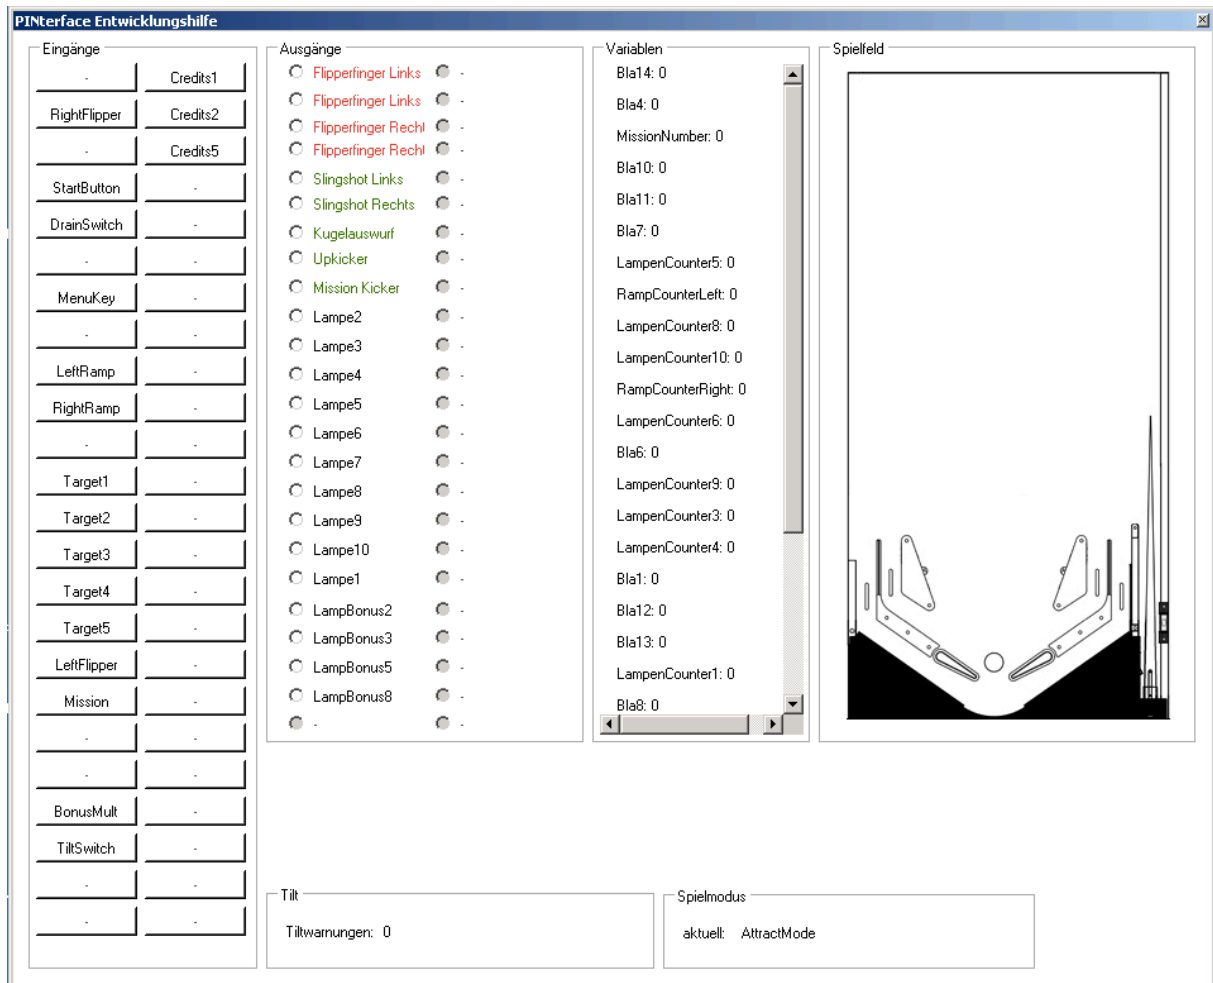 PINterface Entwicklungshilfe
Eingänge
- Credits1
RightFlipper Credits2
- Credits5
StartButton -
DrainSwitch -
- -
MenuKey -
- -
LeftRamp -
RightRamp -
- -
Target1 -
Target2 -
Target3 -
Target4 -
Target5 -
LeftFlipper -
Mission -
- -
- -
BonusMult -
TiltSwitch -
- -
- -
Ausgänge
Flipperfinger Links -
Flipperfinger Links -
Flipperfinger Recht -
Flipperfinger Recht -
Slingshot Links -
Slingshot Rechts -
Kugelauswurf -
Upkicker -
Mission Kicker -
Lampe2 -
Lampe3 -
Lampe4 -
Lampe5 -
Lampe6 -
Lampe7 -
Lampe8 -
Lampe9 -
Lampe10 -
Lampe1 -
LampBonus2 -
LampBonus3 -
LampBonus5 -
LampBonus8 -
- -
Variablen
Bla14: 0
Bla4: 0
MissionNumber: 0
Bla10: 0
Bla11: 0
Bla7: 0
LampenCounter5: 0
RampCounterLeft: 0
LampenCounter8: 0
LampenCounter10: 0
RampCounterRight: 0
LampenCounter6: 0
Bla6: 0
LampenCounter9: 0
LampenCounter3: 0
LampenCounter4: 0
Bla1: 0
Bla12: 0
Bla13: 0
LampenCounter1: 0
Bla8: 0
Spielfeld
Tilt
Tiltwarnungen: 0
Spielmodus
aktuell: AttractMode